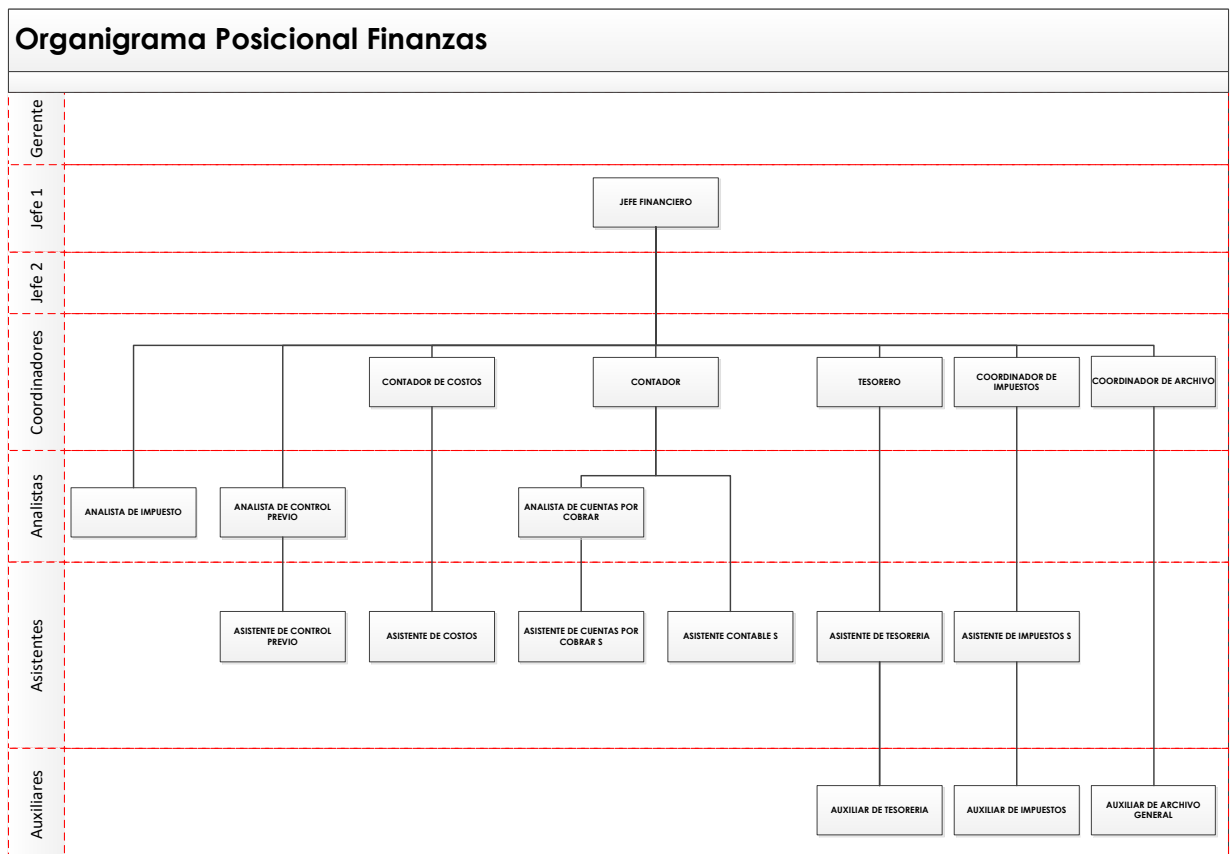 Organigrama Posicional Finanzas
Gerente
Jefe 1
JEFE FINANCIERO
Jefe 2
Coordinadores
CONTADOR DE COSTOS
CONTADOR
TESORERO
COORDINADOR DE
IMPUESTOS
COORDINADOR DE ARCHIVO
Analistas
ANALISTA DE IMPUESTO
ANALISTA DE CONTROL
PREVIO
ANALISTA DE CUENTAS POR
COBRAR
Asistentes
ASISTENTE DE CONTROL
PREVIO
ASISTENTE DE COSTOS
ASISTENTE DE CUENTAS POR
COBRAR S
ASISTENTE CONTABLE S
ASISTENTE DE TESORERIA
ASISTENTE DE IMPUESTOS S
Auxiliares
AUXILIAR DE TESORERIA
AUXILIAR DE IMPUESTOS
AUXILIAR DE ARCHIVO
GENERAL